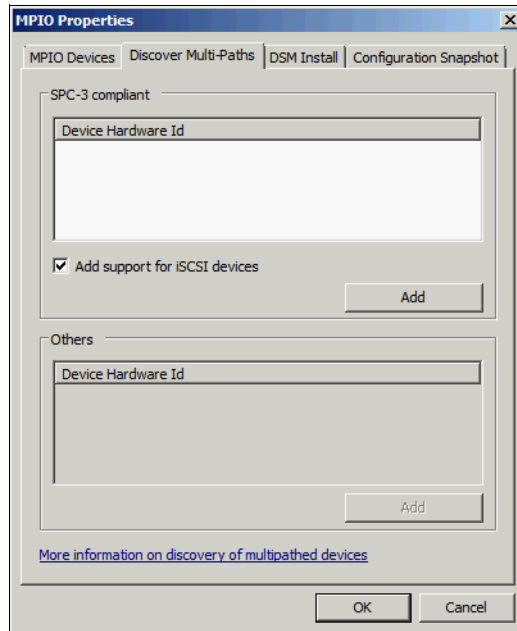 MPIO Properties
MPIO Devices Discover Multi-Paths DSM Install Configuration Snapshot
SPC-3 compliant
Device Hardware Id
Add support for iSCSI devices
Add
Others
Device Hardware Id
Add
More information on discovery of multipathed devices
OK Cancel